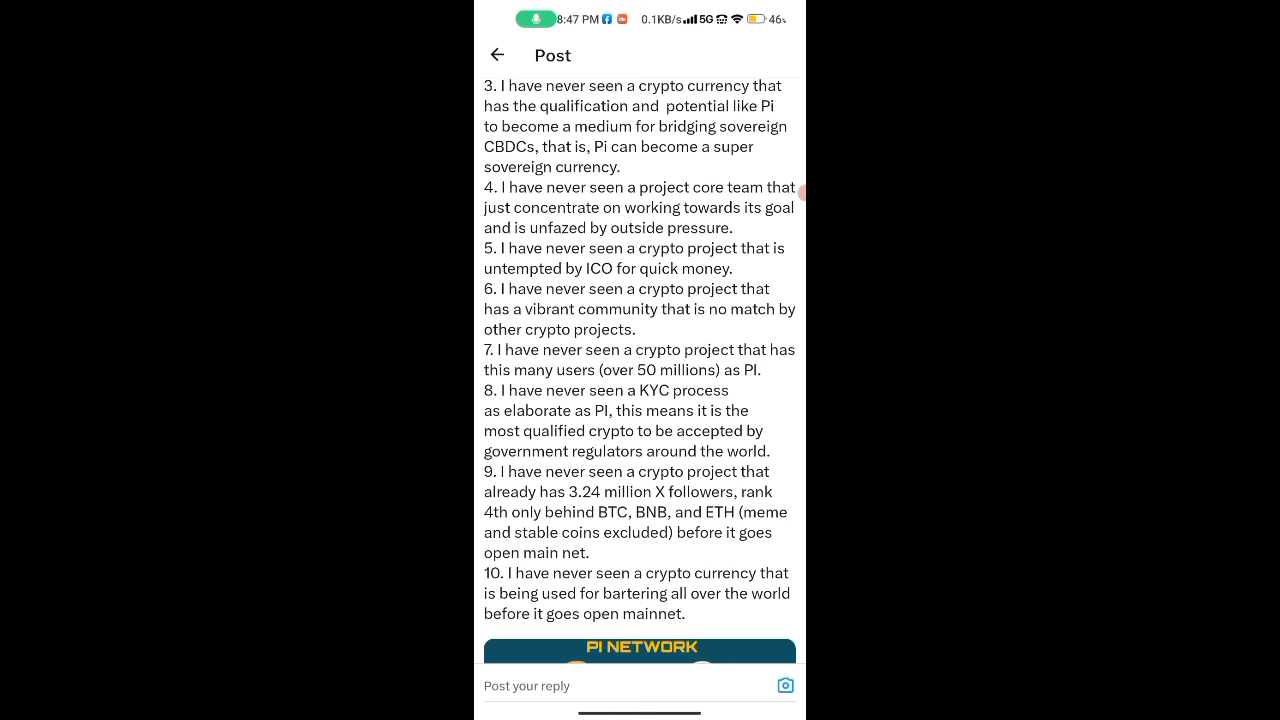 8:47 PM 0.1KB/s 5G 46%
Post
3. I have never seen a crypto currency that
has the qualification and  potential like Pi
to become a medium for bridging sovereign
CBDCs, that is, Pi can become a super
sovereign currency.
4. I have never seen a project core team that
just concentrate on working towards its goal
and is unfazed by outside pressure.
5. I have never seen a crypto project that is
untempted by ICO for quick money.
6. I have never seen a crypto project that
has a vibrant community that is no match by
other crypto projects.
7. I have never seen a crypto project that has
this many users (over 50 millions) as PI.
8. I have never seen a KYC process
as elaborate as PI, this means it is the
most qualified crypto to be accepted by
government regulators around the world.
9. I have never seen a crypto project that
already has 3.24 million X followers, rank
4th only behind BTC, BNB, and ETH (meme
and stable coins excluded) before it goes
open main net.
10. I have never seen a crypto currency that
is being used for bartering all over the world
before it goes open mainnet.
PI NETWORK
Post your reply